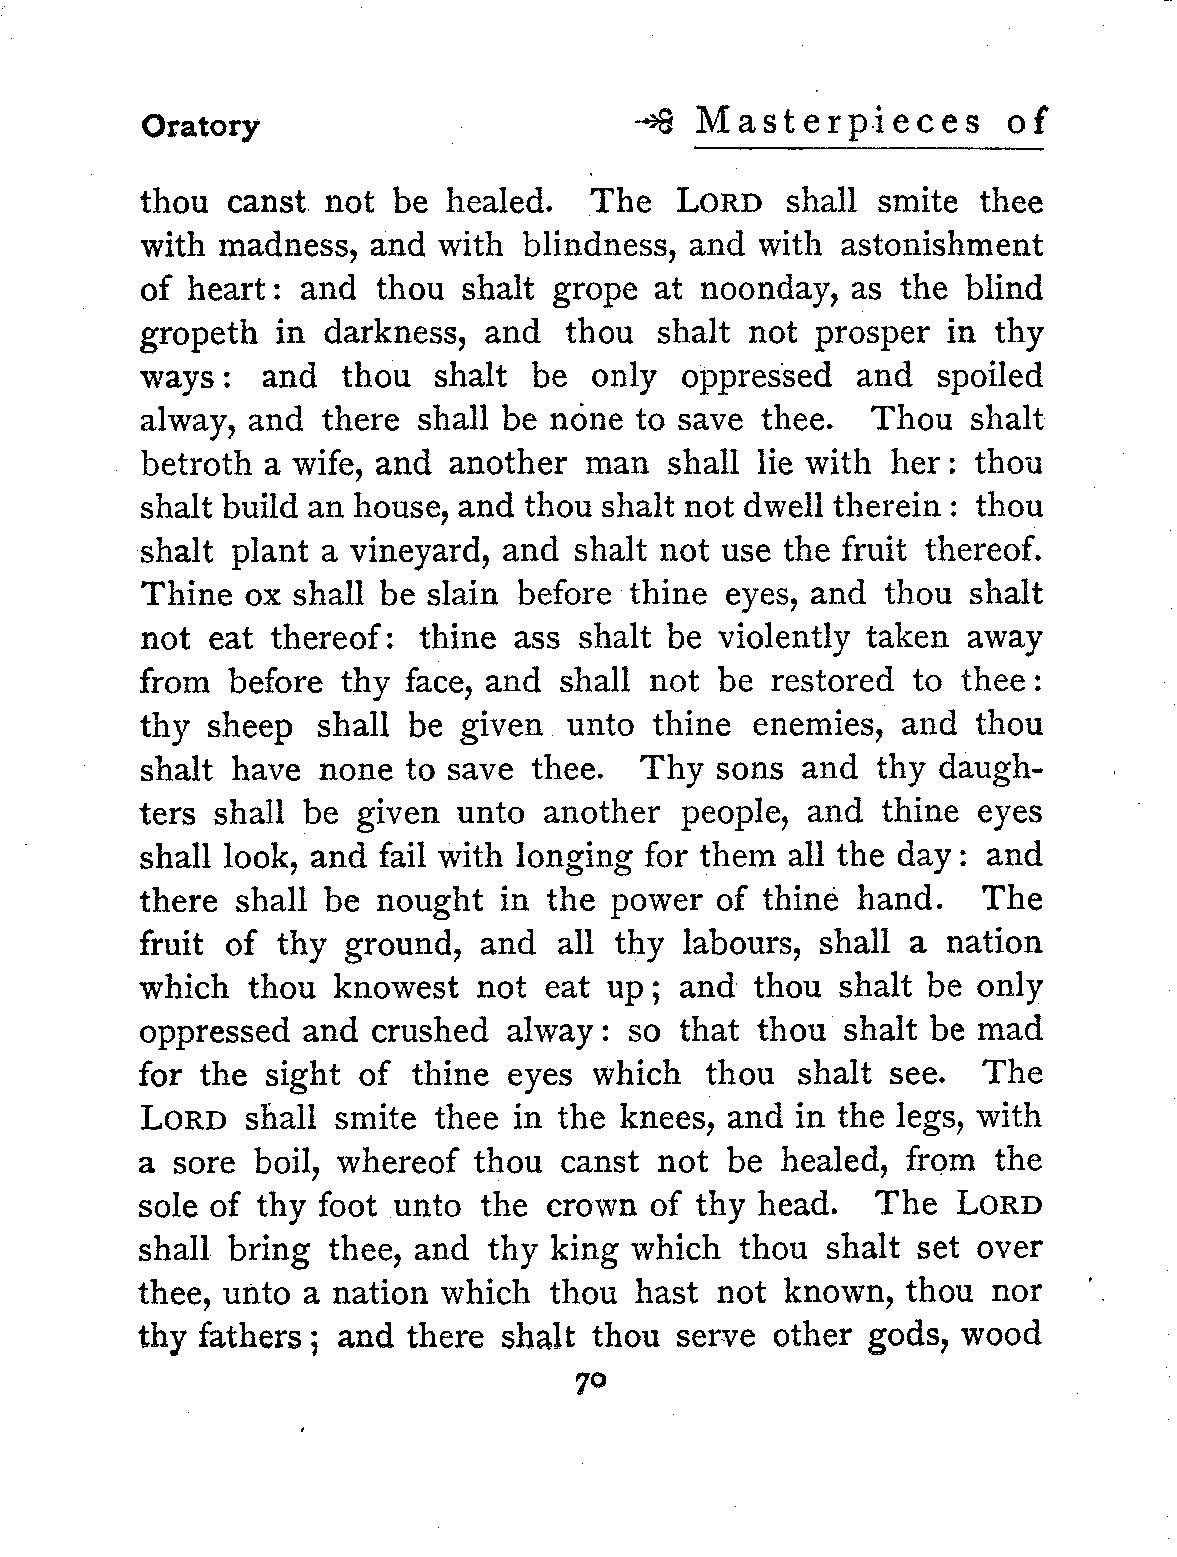 Oratory Masterpieces of
thou canst not be healed. The LORD shall smite thee
with madness, and with blindness, and with astonishment
of heart: and thou shalt grope at noonday, as the blind
gropeth in darkness, and thou shalt not prosper in thy
ways: and thou shalt be only oppressed and spoiled
alway, and there shall be none to save thee. Thou shalt
betroth a wife, and another man shall lie with her: thou
shalt build an house, and thou shalt not dwell therein: thou
shalt plant a vineyard, and shalt not use the fruit thereof.
Thine ox shall be slain before thine eyes, and thou shalt
not eat thereof: thine ass shalt be violently taken away
from before thy face, and shall not be restored to thee:
thy sheep shall be given unto thine enemies, and thou
shalt have none to save thee. Thy sons and thy daugh-
ters shall be given unto another people, and thine eyes
shall look, and fail with longing for them all the day: and
there shall be nought in the power of thine hand. The
fruit of thy ground, and all thy labours, shall a nation
which thou knowest not eat up; and thou shalt be only
oppressed and crushed alway: so that thou shalt be mad
for the sight of thine eyes which thou shalt see. The
LORD shall smite thee in the knees, and in the legs, with
a sore boil, whereof thou canst not be healed, from the
sole of thy foot unto the crown of thy head. The LORD
shall bring thee, and thy king which thou shalt set over
thee, unto a nation which thou hast not known, thou nor
thy fathers; and there shalt thou serve other gods, wood
70